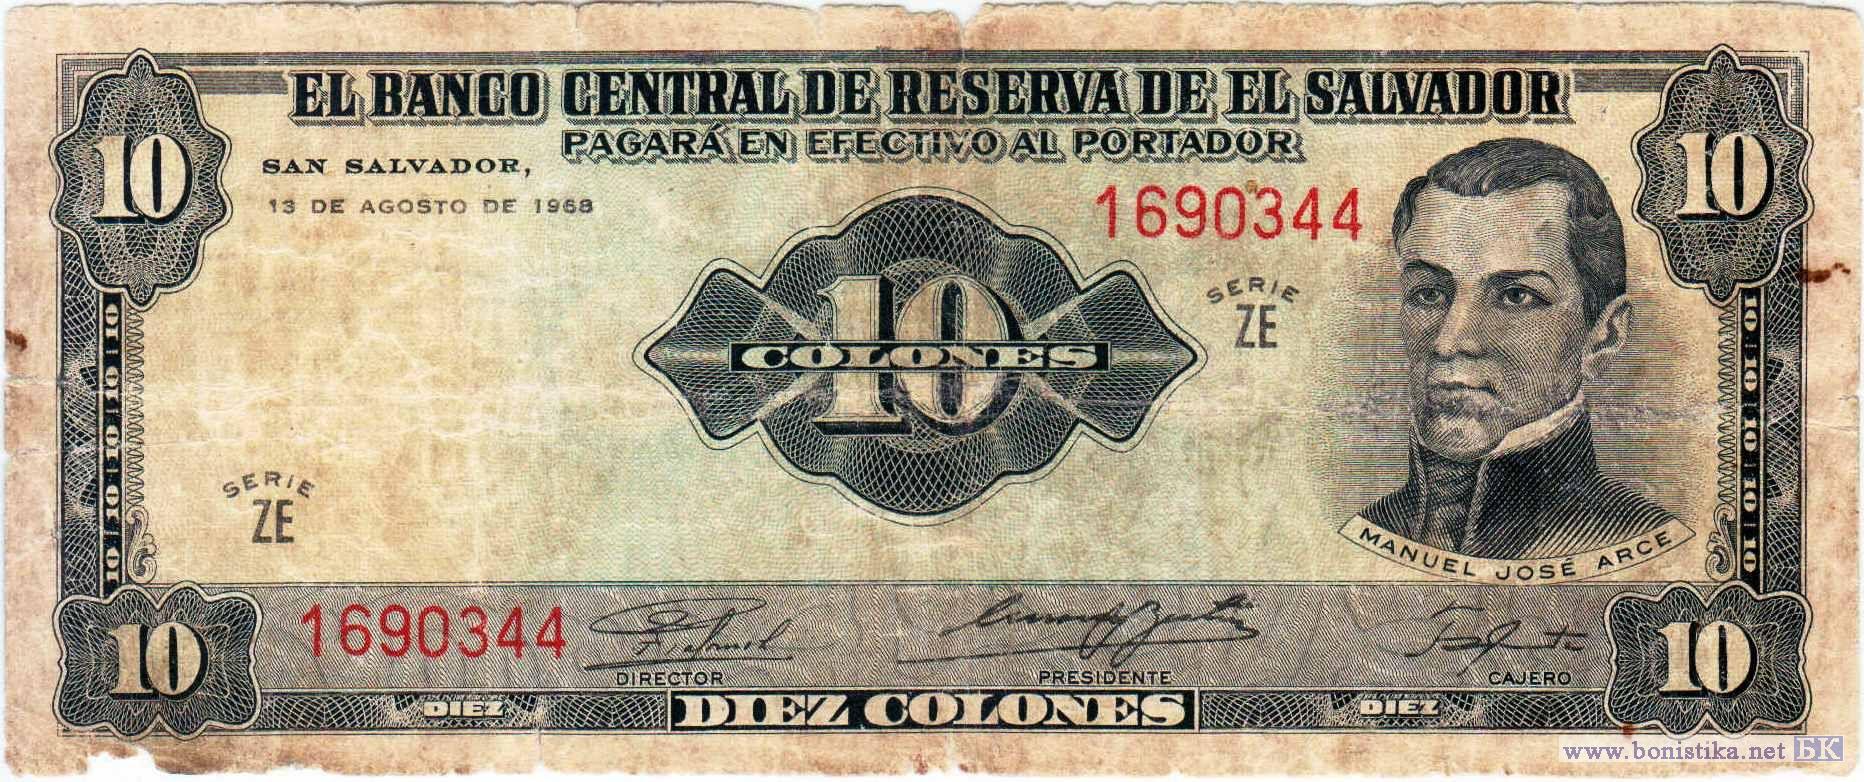 EL BANCO CENTRAL DE RESERVA DE EL SALVADOR
PAGARÁ EN EFECTIVO AL PORTADOR
10
10
SAN SALVADOR,
13 DE AGOSTO DE 1968
1690344
SERIE
ZE
10
COLONES
SERIE
ZE
MANUEL JOSÉ ARCE
1690344
DIRECTOR
PRESIDENTE
CAJERO
10
10
DIEZ
DIEZ COLONES
DIEZ
www.bonistika.net БК